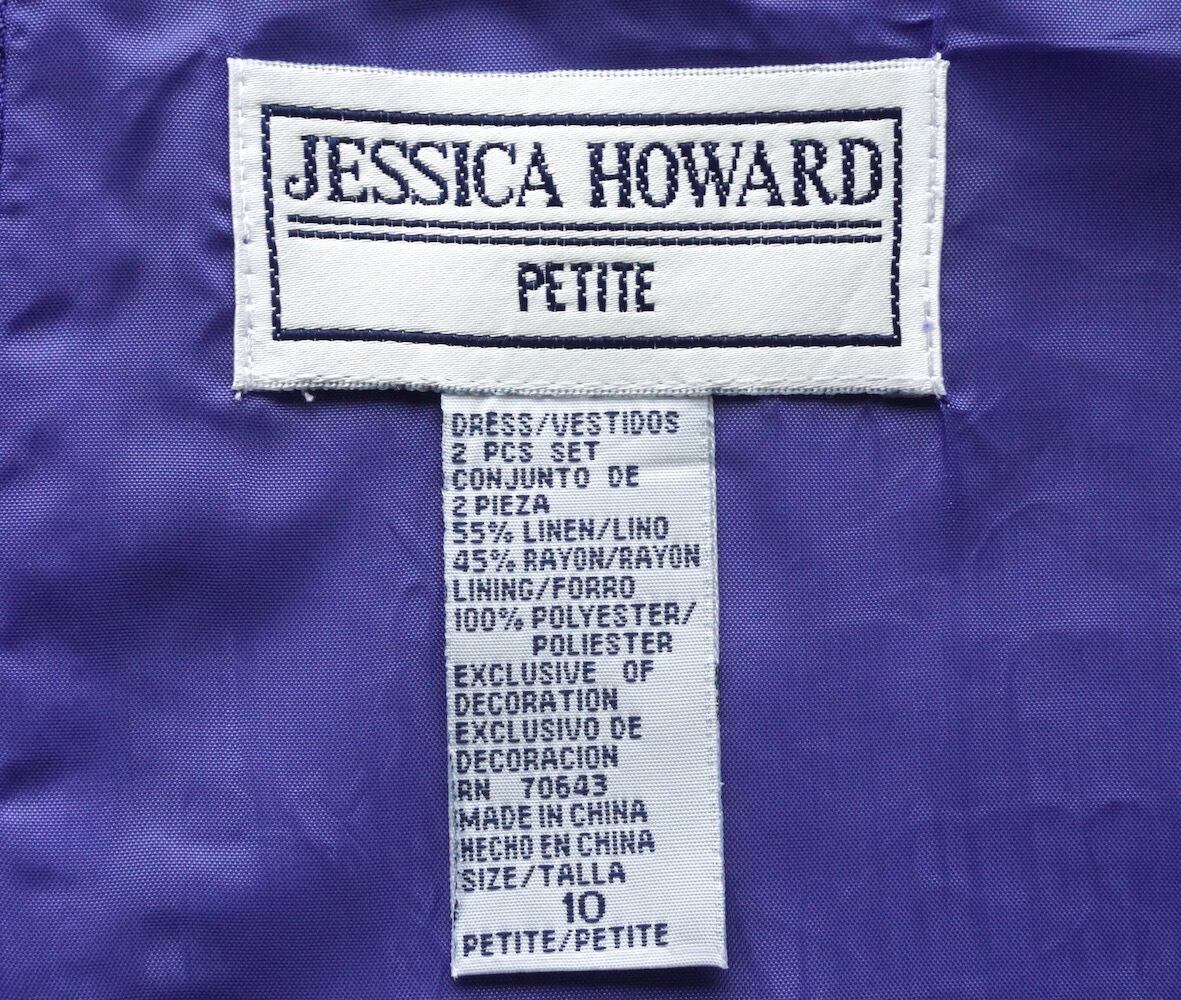 JESSICA HOWARD
PETITE
DRESS/VESTIDOS
2 PCS SET
CONJUNTO DE
2 PIEZA
55% LINEN/LINO
45% RAYON/RAYON
LINING/FORRO
100% POLYESTER/
POLIESTER
EXCLUSIVE OF
DECORATION
EXCLUSIVO DE
DECORACION
RN 70643
MADE IN CHINA
HECHO EN CHINA
SIZE/TALLA
10
PETITE/PETITE